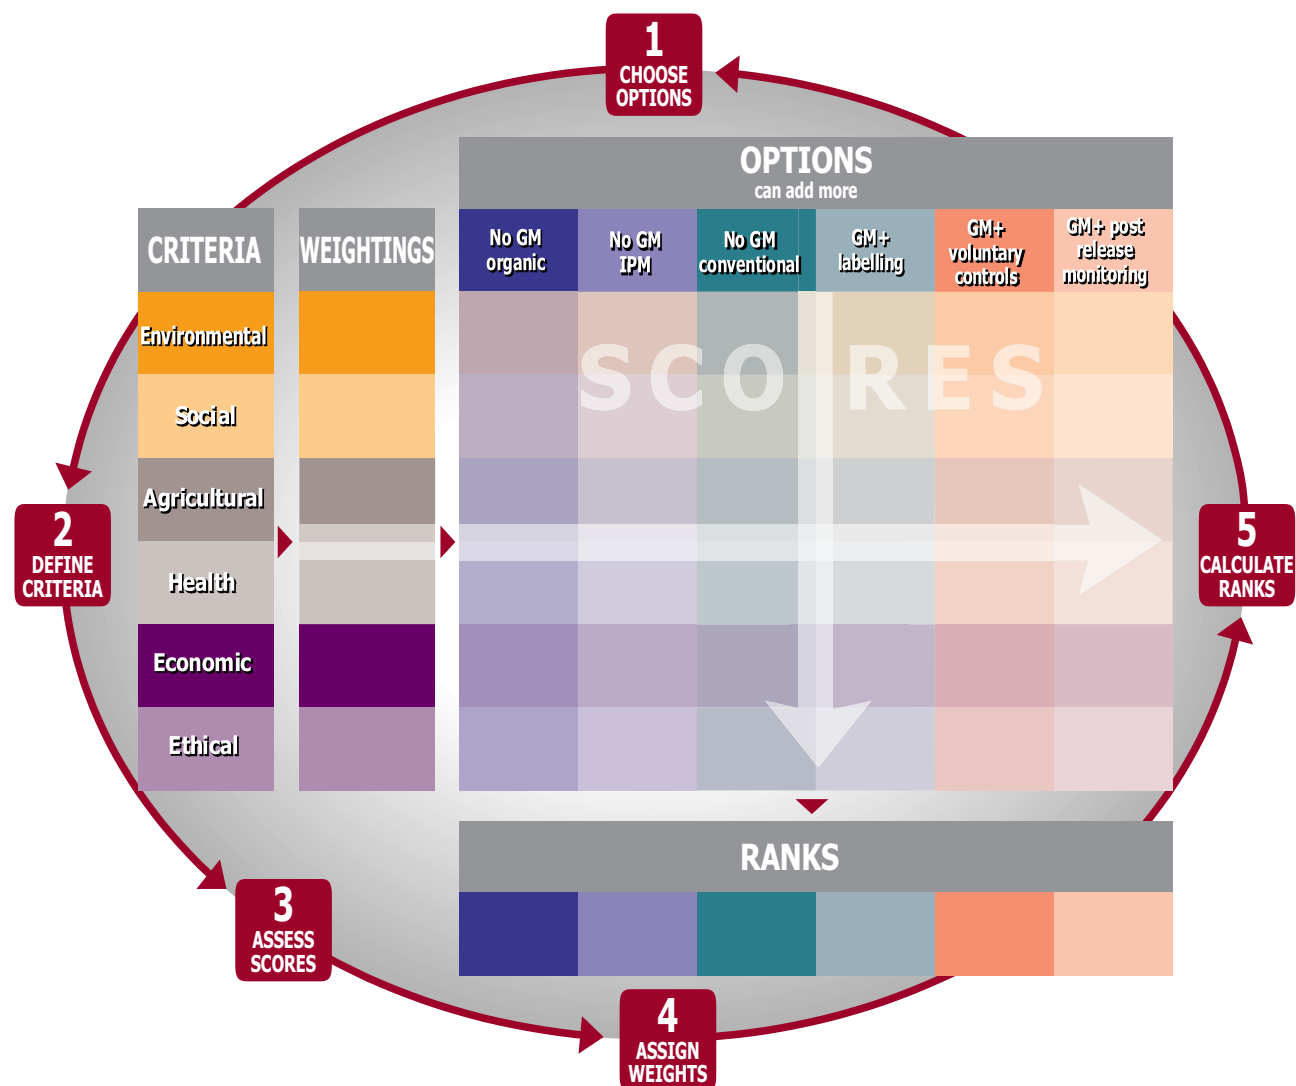 1
CHOOSE
OPTIONS
OPTIONS
can add more
CRITERIA
WEIGHTINGS
No GM
organic
No GM
IPM
No GM
conventional
GM+
labelling
GM+
voluntary
controls
GM+ post
release
monitoring
Environmental
Social
Agricultural
Health
Economic
Ethical
SCORES
2
DEFINE
CRITERIA
5
CALCULATE
RANKS
RANKS
3
ASSESS
SCORES
4
ASSIGN
WEIGHTS